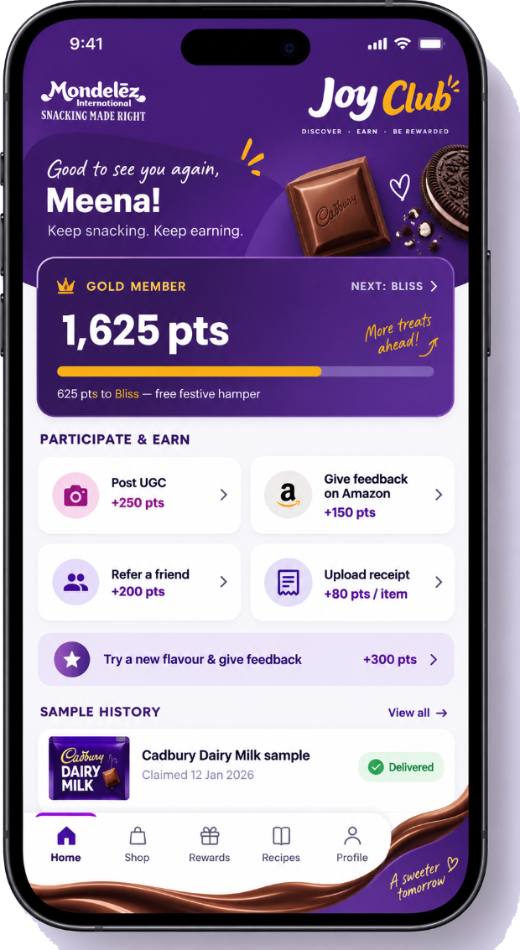 9:41
Mondelēz
International
SNACKING MADE RIGHT
Joy Club
DISCOVER · EARN · BE REWARDED
Good to see you again,
Meena!
Keep snacking. Keep earning.
Cadbury
GOLD MEMBER
NEXT: BLISS
1,625 pts
More treats
ahead!
625 pts to Bliss — free festive hamper
PARTICIPATE & EARN
Post UGC
+250 pts
a
Give feedback
on Amazon
+150 pts
Refer a friend
+200 pts
Upload receipt
+80 pts / item
Try a new flavour & give feedback
+300 pts
SAMPLE HISTORY
View all →
Cadbury
DAIRY
MILK
Cadbury Dairy Milk sample
Claimed 12 Jan 2026
Delivered
Home
Shop
Rewards
Recipes
Profile
A sweeter
tomorrow